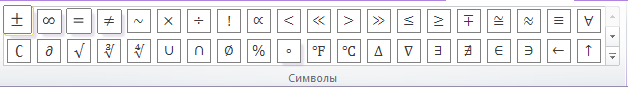 ± ∞ = ≠ ~ × ÷ ! ∝ < ≪ > ≫ ≤ ≥ ∓ ≅ ≈ ≡ ∀
∁ ∂ √ ∛ ∜ ∪ ∩ ∅ % ° °F °C ∆ ∇ ∃ ∄ ∈ ∋ ← ↑
Символы